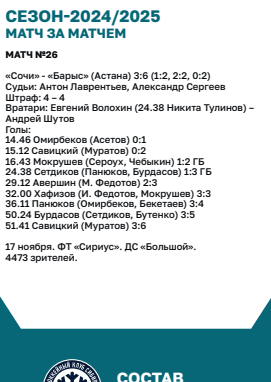 СЕЗОН-2024/2025
МАТЧ ЗА МАТЧЕМ
МАТЧ №26
«Сочи» - «Барыс» (Астана) 3:6 (1:2, 2:2, 0:2)
Судьи: Антон Лаврентьев, Александр Сергеев
Штраф: 4 – 4
Вратари: Евгений Волохин (24.38 Никита Тулинов) –
Андрей Шутов
Голы:
14.46 Омирбеков (Асетов) 0:1
15.12 Савицкий (Муратов) 0:2
16.43 Мокрушев (Сероух, Чебыкин) 1:2 ГБ
24.38 Сетдиков (Панюков, Бурдасов) 1:3 ГБ
29.12 Авершин (М. Федотов) 2:3
32.00 Хафизов (И. Федотов, Мокрушев) 3:3
36.11 Панюков (Омирбеков, Бекетаев) 3:4
50.24 Бурдасов (Сетдиков, Бутенко) 3:5
51.41 Савицкий (Муратов) 3:6
17 ноября. ФТ «Сириус». ДС «Большой».
4473 зрителей.
СОСТАВ